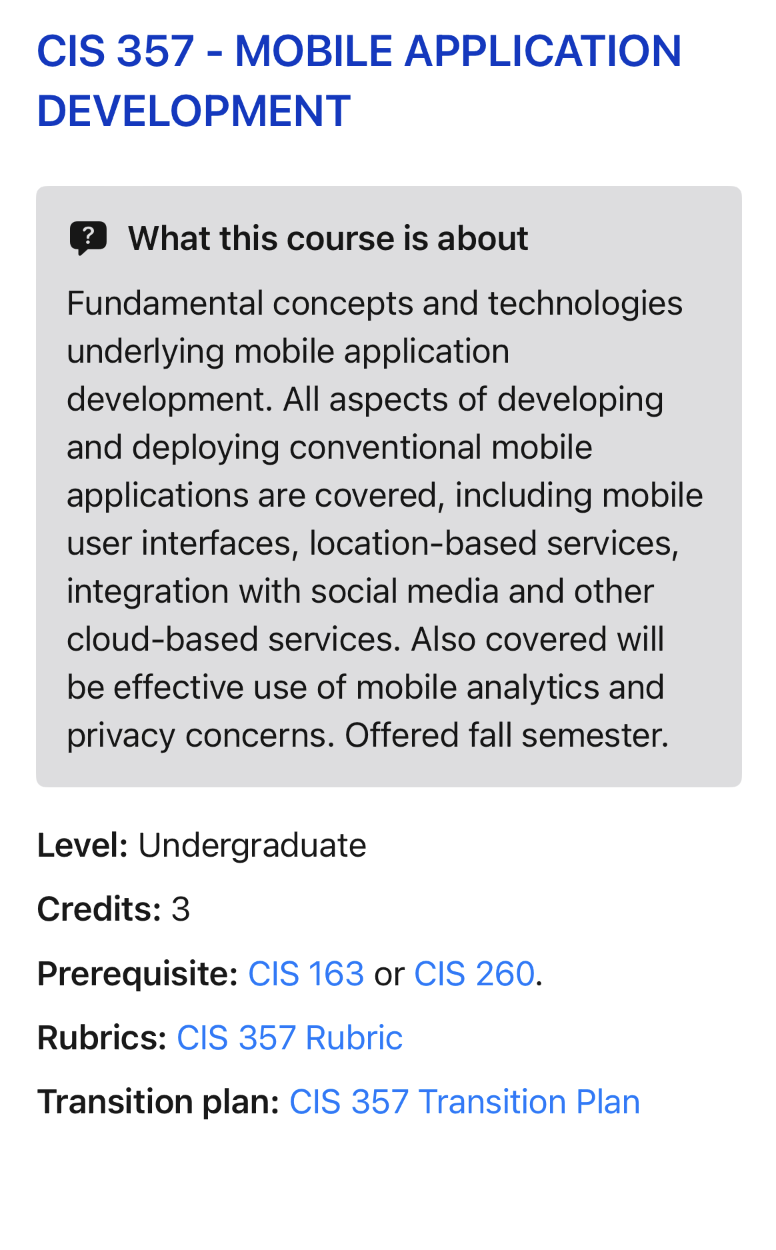 CIS 357 - MOBILE APPLICATION
DEVELOPMENT
What this course is about
Fundamental concepts and technologies
underlying mobile application
development. All aspects of developing
and deploying conventional mobile
applications are covered, including mobile
user interfaces, location-based services,
integration with social media and other
cloud-based services. Also covered will
be effective use of mobile analytics and
privacy concerns. Offered fall semester.
Level: Undergraduate
Credits: 3
Prerequisite: CIS 163 or CIS 260.
Rubrics: CIS 357 Rubric
Transition plan: CIS 357 Transition Plan